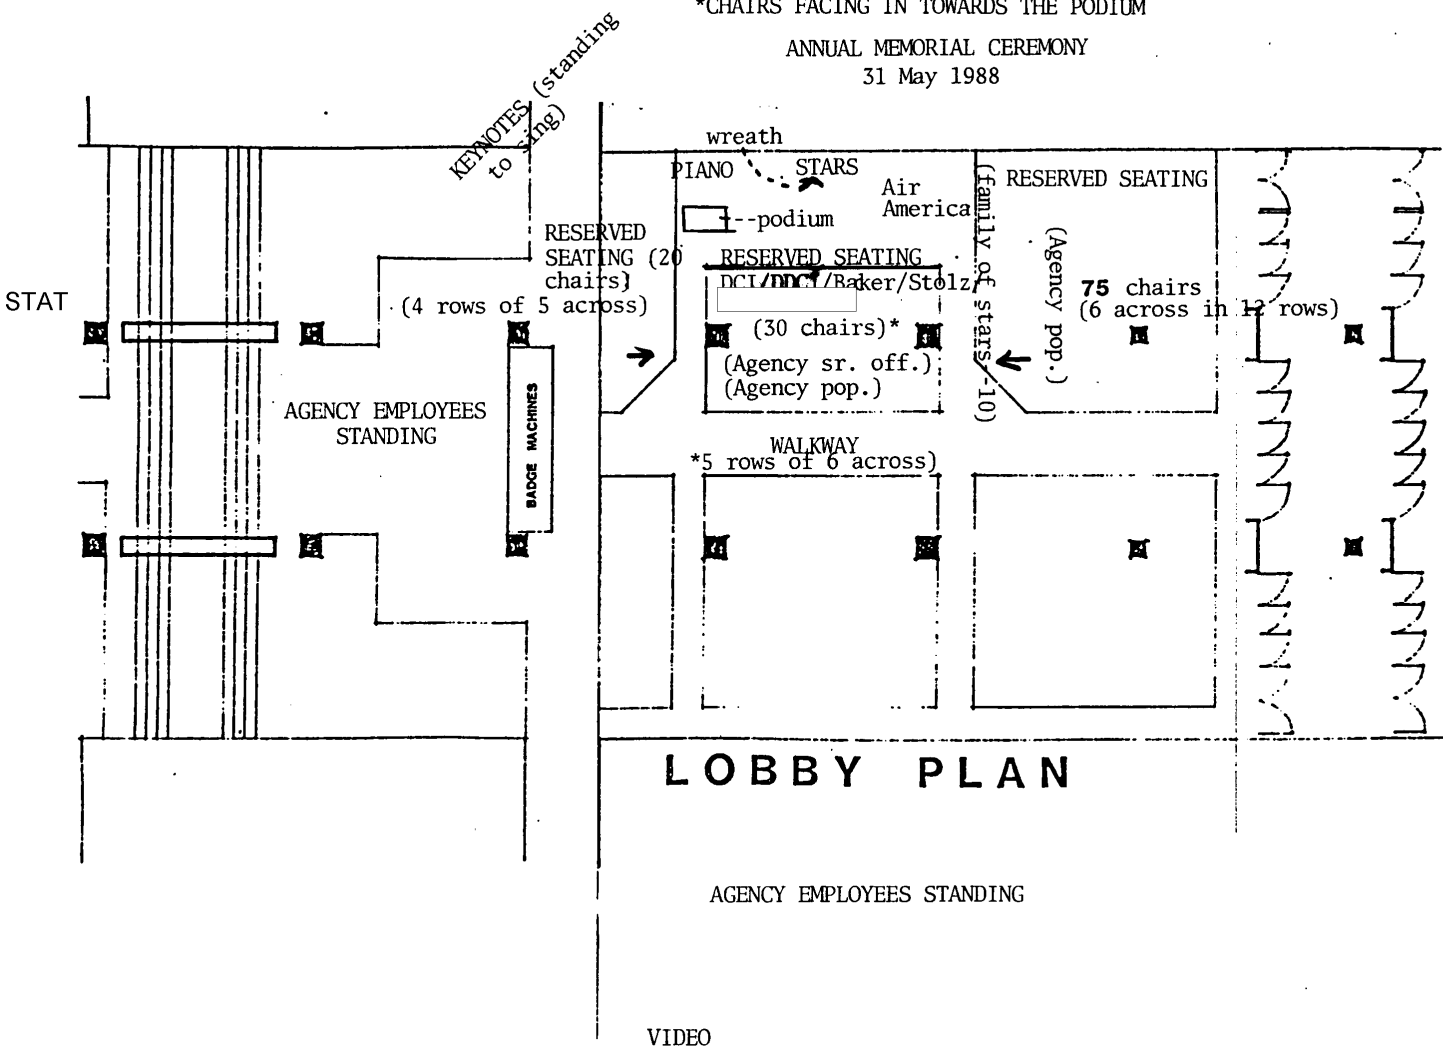 *CHAIRS FACING IN TOWARDS THE PODIUM
ANNUAL MEMORIAL CEREMONY
31 May 1988
KEYNOTES (standing
to sing)
wreath
PIANO
STARS
Air
America
(family of stars-10)
RESERVED SEATING
--podium
RESERVED
SEATING (20
chairs)
(4 rows of 5 across)
RESERVED SEATING
DCI/DDCI/Baker/Stolz
(Agency pop.)
75 chairs
(6 across in 12 rows)
STAT
(30 chairs)*
(Agency sr. off.)
(Agency pop.)
AGENCY EMPLOYEES
STANDING
BADGE MACHINES
WALKWAY
*5 rows of 6 across)
LOBBY PLAN
AGENCY EMPLOYEES STANDING
VIDEO